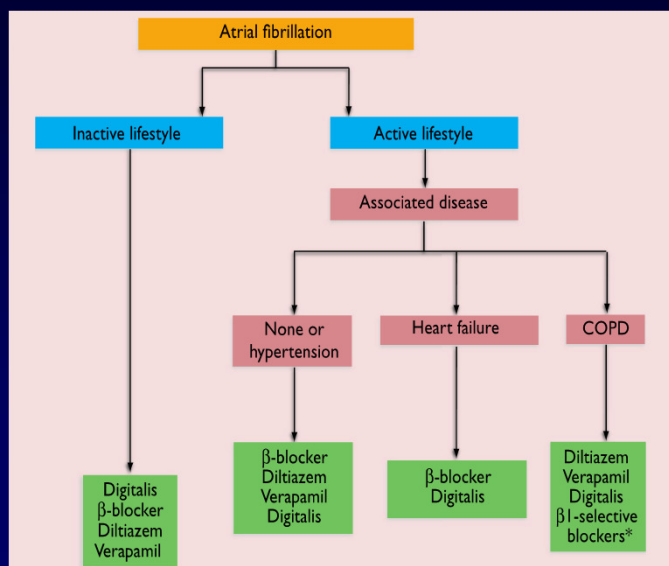 Atrial fibrillation
Inactive lifestyle
Active lifestyle
Associated disease
None or
hypertension
Heart failure
COPD
Digitalis
β-blocker
Diltiazem
Verapamil
β-blocker
Diltiazem
Verapamil
Digitalis
β-blocker
Digitalis
Diltiazem
Verapamil
Digitalis
β1-selective
blockers*